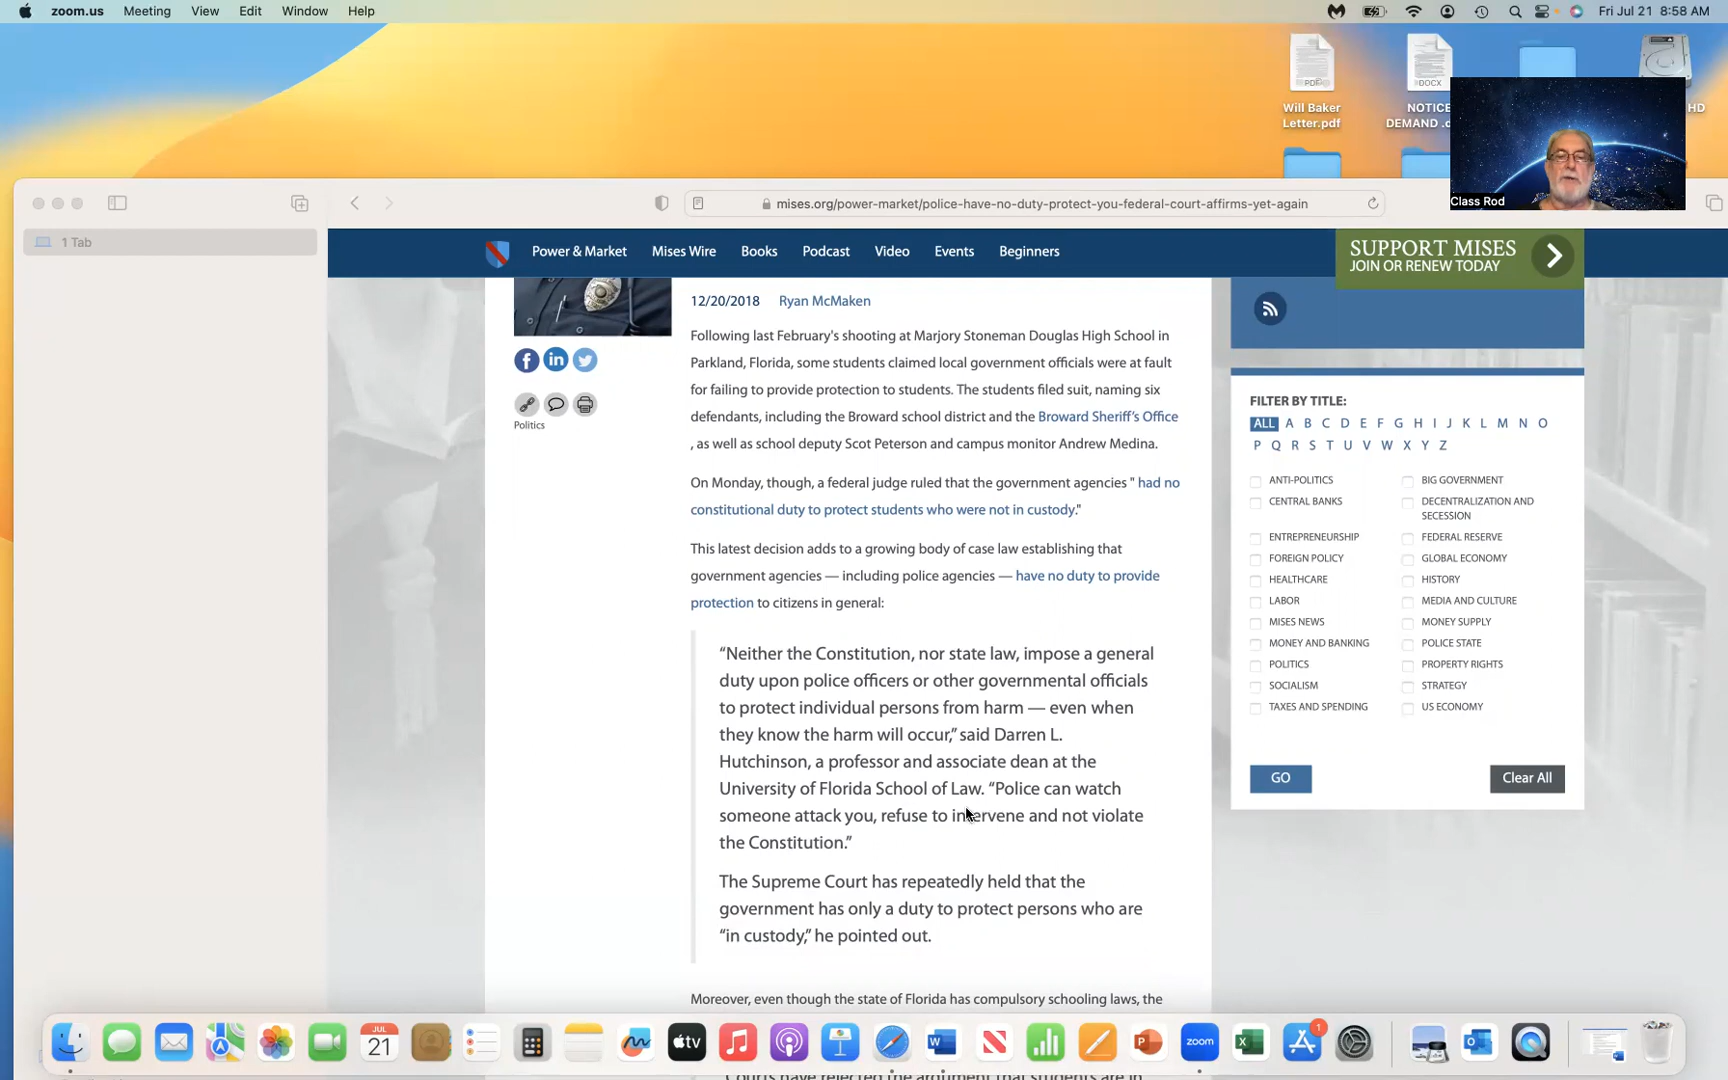 zoom.us Meeting View Edit Window Help
Fri Jul 21 8:58 AM
PDF
DOCX
Will Baker
Letter.pdf
NOTICE
DEMAND
HD
Class Rod
1 Tab
mises.org/power-market/police-have-no-duty-protect-you-federal-court-affirms-yet-again
Power & Market Mises Wire Books Podcast Video Events Beginners
SUPPORT MISES
JOIN OR RENEW TODAY
12/20/2018 Ryan McMaken
Following last February's shooting at Marjory Stoneman Douglas High School in
Parkland, Florida, some students claimed local government officials were at fault
for failing to provide protection to students. The students filed suit, naming six
defendants, including the Broward school district and the Broward Sheriff's Office
, as well as school deputy Scot Peterson and campus monitor Andrew Medina.
Politics
On Monday, though, a federal judge ruled that the government agencies " had no
constitutional duty to protect students who were not in custody."
This latest decision adds to a growing body of case law establishing that
government agencies — including police agencies — have no duty to provide
protection to citizens in general:
“Neither the Constitution, nor state law, impose a general
duty upon police officers or other governmental officials
to protect individual persons from harm — even when
they know the harm will occur,” said Darren L.
Hutchinson, a professor and associate dean at the
University of Florida School of Law. “Police can watch
someone attack you, refuse to intervene and not violate
the Constitution.”
The Supreme Court has repeatedly held that the
government has only a duty to protect persons who are
“in custody,” he pointed out.
Moreover, even though the state of Florida has compulsory schooling laws, the
Courts have rejected the argument that students are in
FILTER BY TITLE:
ALL A B C D E F G H I J K L M N O
P Q R S T U V W X Y Z
ANTI-POLITICS BIG GOVERNMENT
CENTRAL BANKS DECENTRALIZATION AND
SECESSION
ENTREPRENEURSHIP FEDERAL RESERVE
FOREIGN POLICY GLOBAL ECONOMY
HEALTHCARE HISTORY
LABOR MEDIA AND CULTURE
MISES NEWS MONEY SUPPLY
MONEY AND BANKING POLICE STATE
POLITICS PROPERTY RIGHTS
SOCIALISM STRATEGY
TAXES AND SPENDING US ECONOMY
GO Clear All
JUL
21
tv
zoom
1